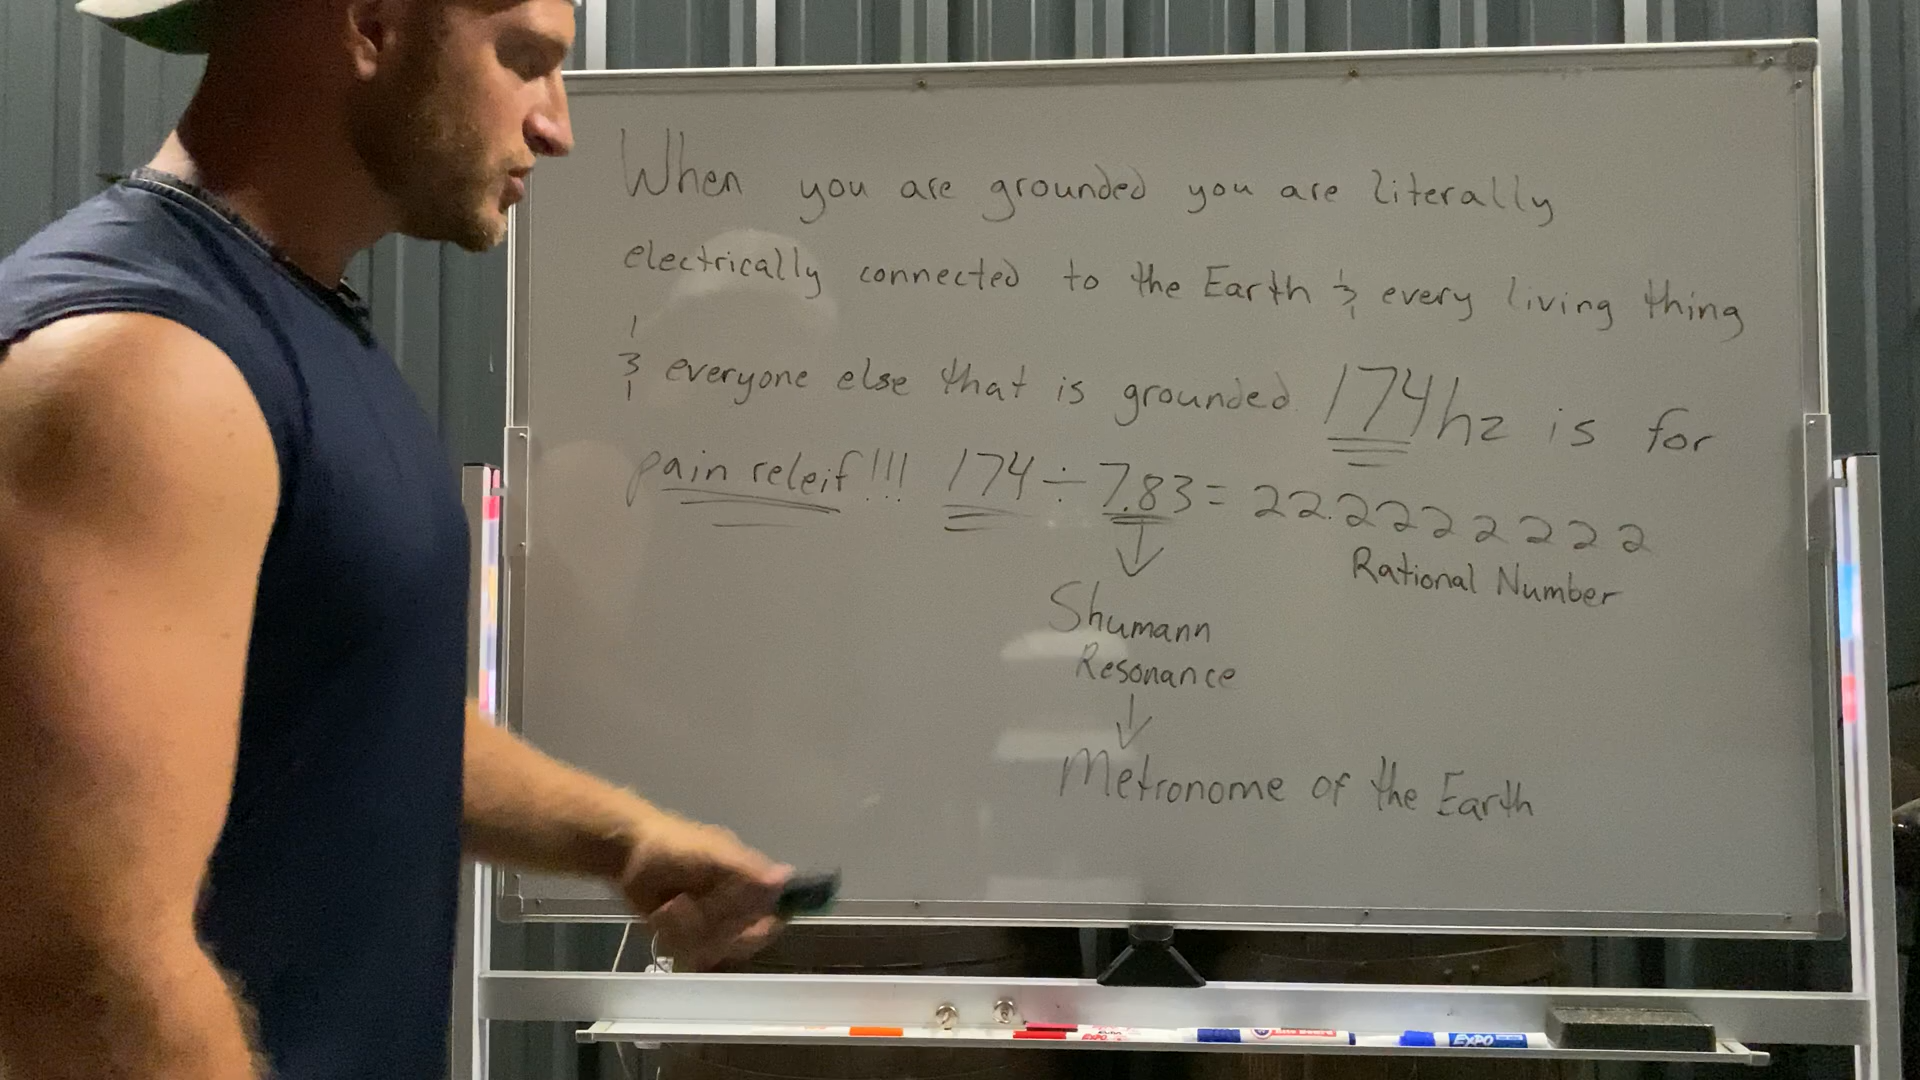 When you are grounded you are literally
electrically connected to the Earth & every living thing
& everyone else that is grounded. 174hz is for
pain releif!!! 174 ÷ 7.83 = 22.22222222
Rational Number
Shumann
Resonance
Metronome of the Earth
EXPO
EXPO